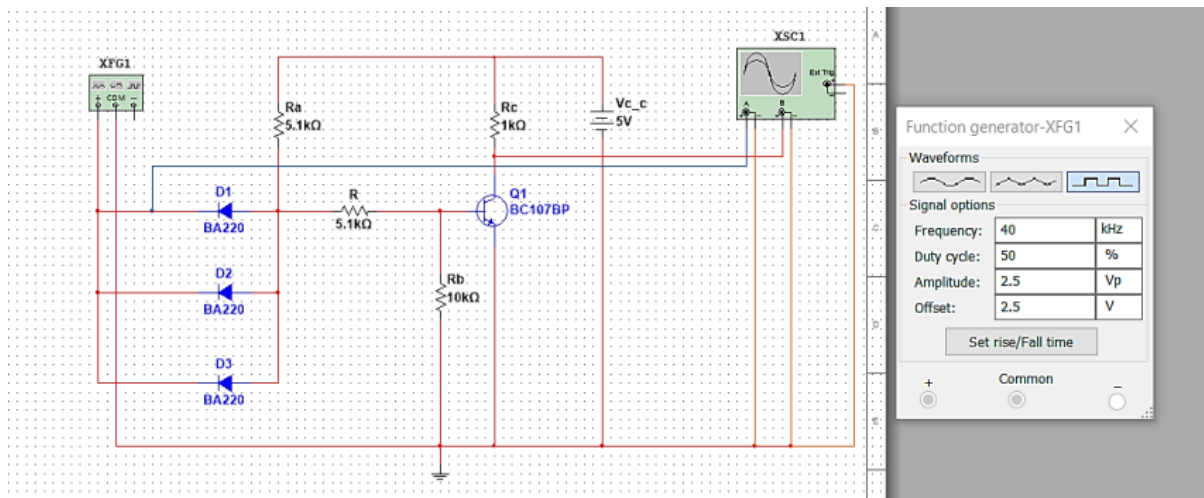 XFG1
COM
Ra
5.1kΩ
Rc
1kΩ
Vc_c
5V
XSC1
Ext Trig
A
B
D1
BA220
R
5.1kΩ
Q1
BC107BP
D2
BA220
Rb
10kΩ
D3
BA220
A
B
C
D
E
Function generator-XFG1
Waveforms
Signal options
Frequency: 40 kHz
Duty cycle: 50 %
Amplitude: 2.5 Vp
Offset: 2.5 V
Set rise/Fall time
+ Common −